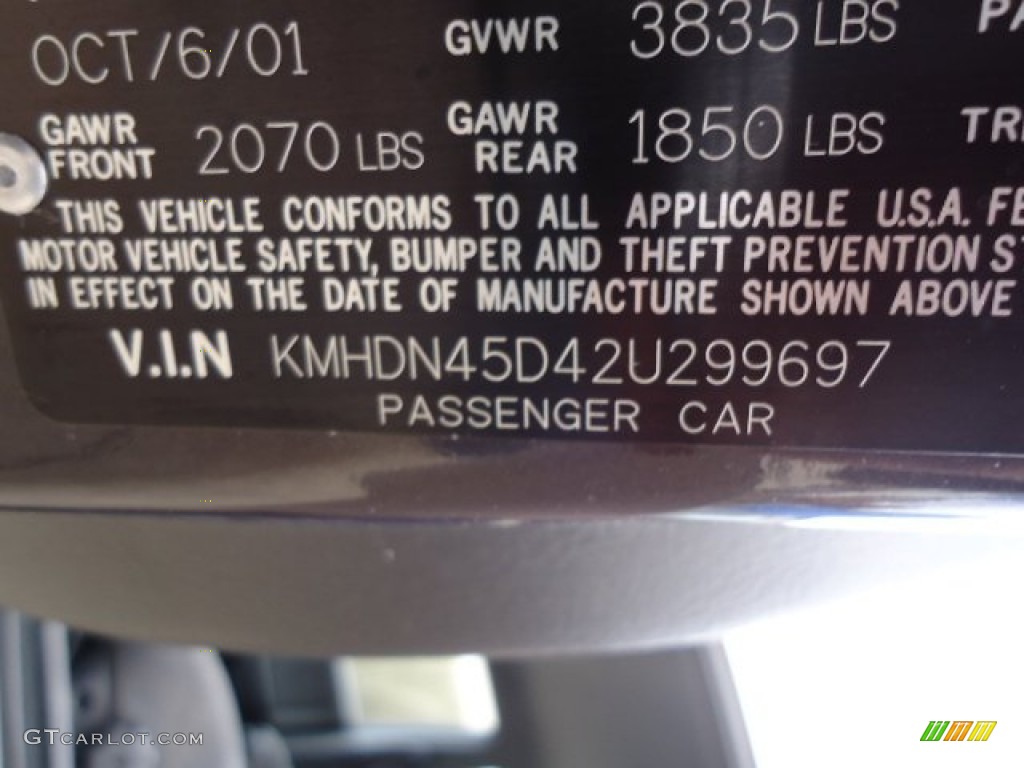 OCT/6/01 GVWR 3835 LBS
GAWR FRONT 2070 LBS GAWR REAR 1850 LBS
THIS VEHICLE CONFORMS TO ALL APPLICABLE U.S.A.
MOTOR VEHICLE SAFETY, BUMPER AND THEFT PREVENTION
IN EFFECT ON THE DATE OF MANUFACTURE SHOWN ABOVE
V.I.N KMHDN45D42U299697
PASSENGER CAR
GTCARLOT.COM